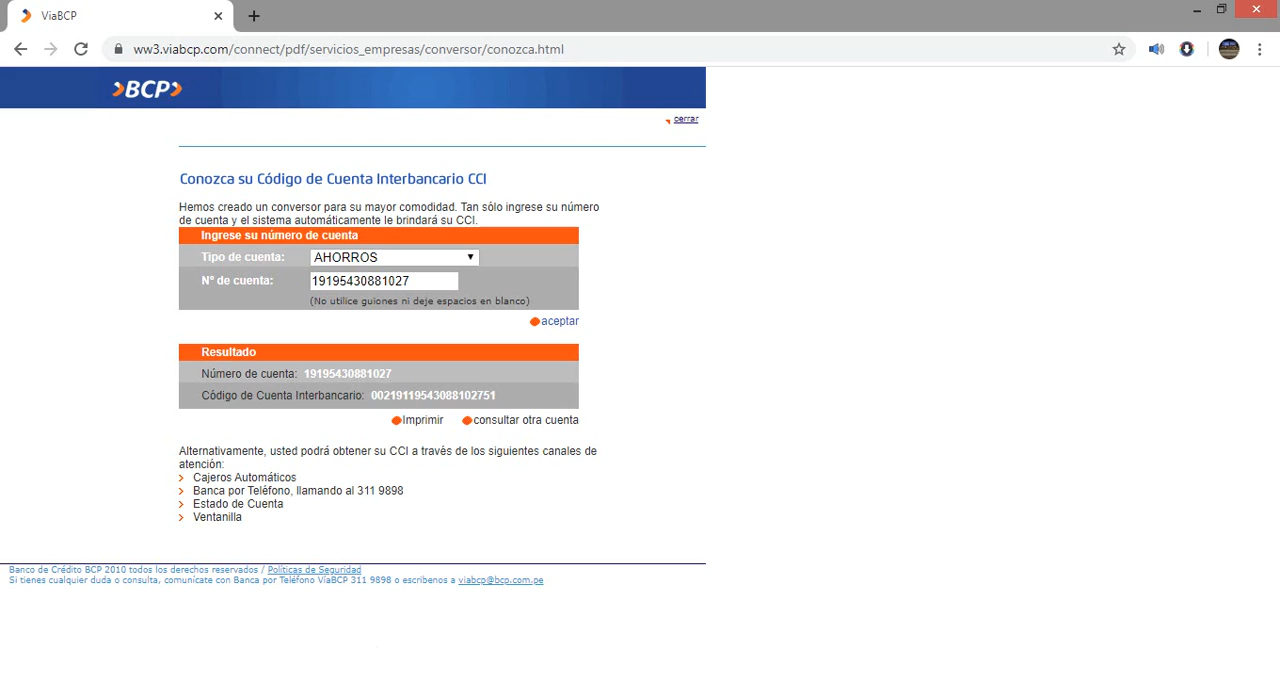 ViaBCP
ww3.viabcp.com/connect/pdf/servicios_empresas/conversor/conozca.html
BCP
cerrar
Conozca su Código de Cuenta Interbancario CCI
Hemos creado un conversor para su mayor comodidad. Tan sólo ingrese su número
de cuenta y el sistema automáticamente le brindará su CCI.
Ingrese su número de cuenta
Tipo de cuenta: AHORROS
Nº de cuenta: 19195430881027
(No utilice guiones ni deje espacios en blanco)
aceptar
Resultado
Número de cuenta: 19195430881027
Código de Cuenta Interbancario: 00219119543088102751
Imprimir consultar otra cuenta
Alternativamente, usted podrá obtener su CCI a través de los siguientes canales de
atención:
Cajeros Automáticos
Banca por Teléfono, llamando al 311 9898
Estado de Cuenta
Ventanilla
Banco de Crédito BCP 2010 todos los derechos reservados / Políticas de Seguridad
Si tienes cualquier duda o consulta, comunícate con Banca por Teléfono VíaBCP 311 9898 o escríbenos a viabcp@bcp.com.pe